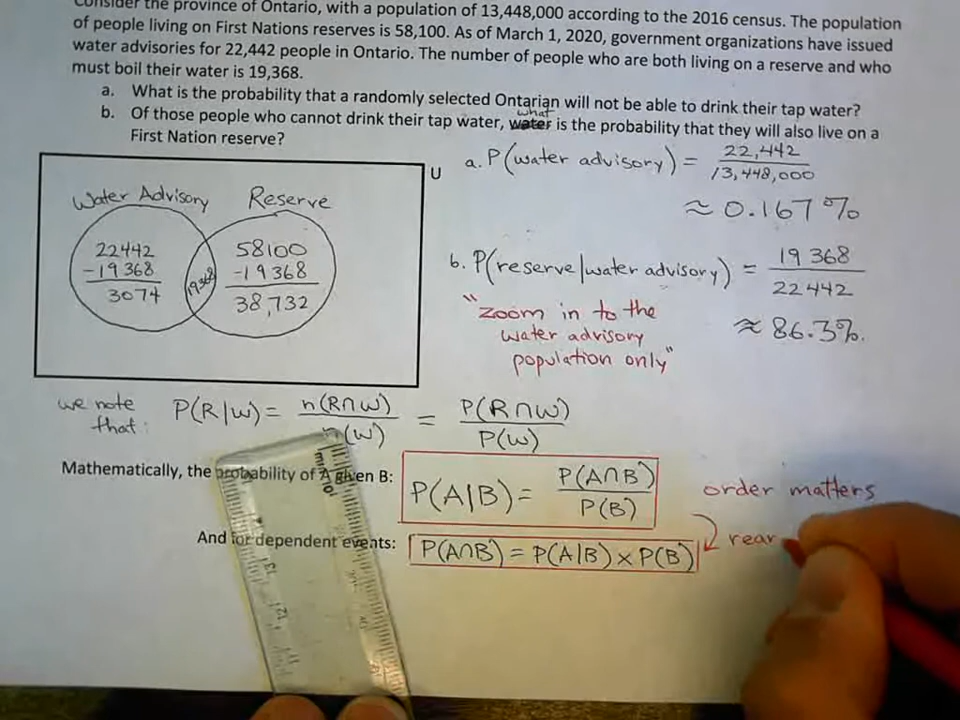 Consider the province of Ontario, with a population of 13,448,000 according to the 2016 census. The population
of people living on First Nations reserves is 58,100. As of March 1, 2020, government organizations have issued
water advisories for 22,442 people in Ontario. The number of people who are both living on a reserve and who
must boil their water is 19,368.
a. What is the probability that a randomly selected Ontarian will not be able to drink their tap water?
b. Of those people who cannot drink their tap water, water what is the probability that they will also live on a
First Nation reserve?
U
Water Advisory
Reserve
22442
-19368
3074
19368
58100
-19368
38,732
a. P(water advisory) = 22,442 / 13,448,000
≈ 0.167%
b. P(reserve|water advisory) = 19 368 / 22442
≈ 86.3%.
"zoom in to the
water advisory
population only"
we note
that:
P(R|W) = n(R∩W) / n(W) = P(R∩W) / P(W)
Mathematically, the probability of A given B:
P(A|B) = P(A∩B) / P(B)
order matters
rear
And for dependent events:
P(A∩B) = P(A|B) × P(B)